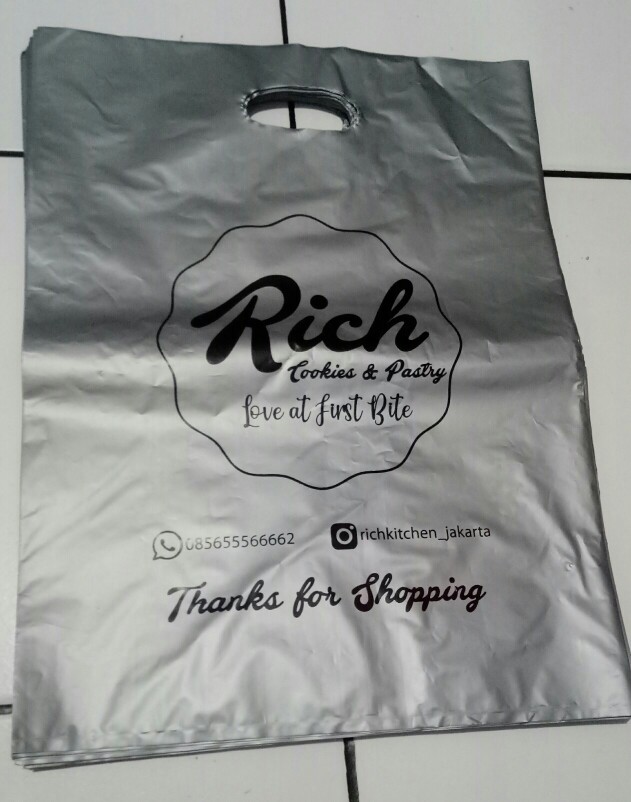 Rich
Cookies & Pastry
Love at First Bite
085655566662 richkitchen_jakarta
Thanks for Shopping